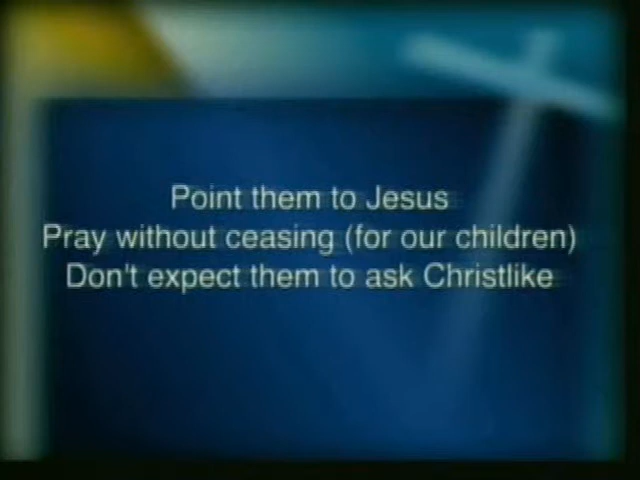 Point them to Jesus
Pray without ceasing (for our children)
Don't expect them to ask Christlike